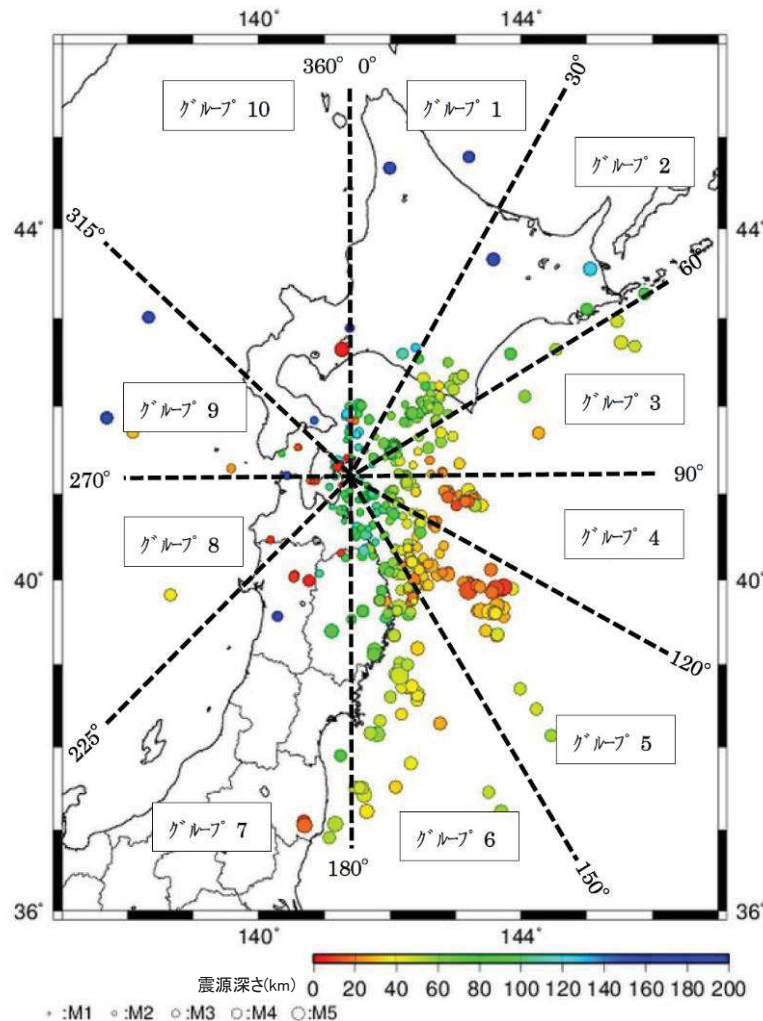 140° 144°
360° 0°
30°
グループ 10
グループ 1
グループ 2
315°
44° 44°
60°
グループ 9
グループ 3
270° 90°
グループ 8
グループ 4
40° 40°
120°
225°
グループ 5
グループ 7
グループ 6
180°
150°
36° 36°
140° 144°
震源深さ(km) 0 20 40 60 80 100 120 140 160 180 200
:M1 :M2 :M3 :M4 :M5